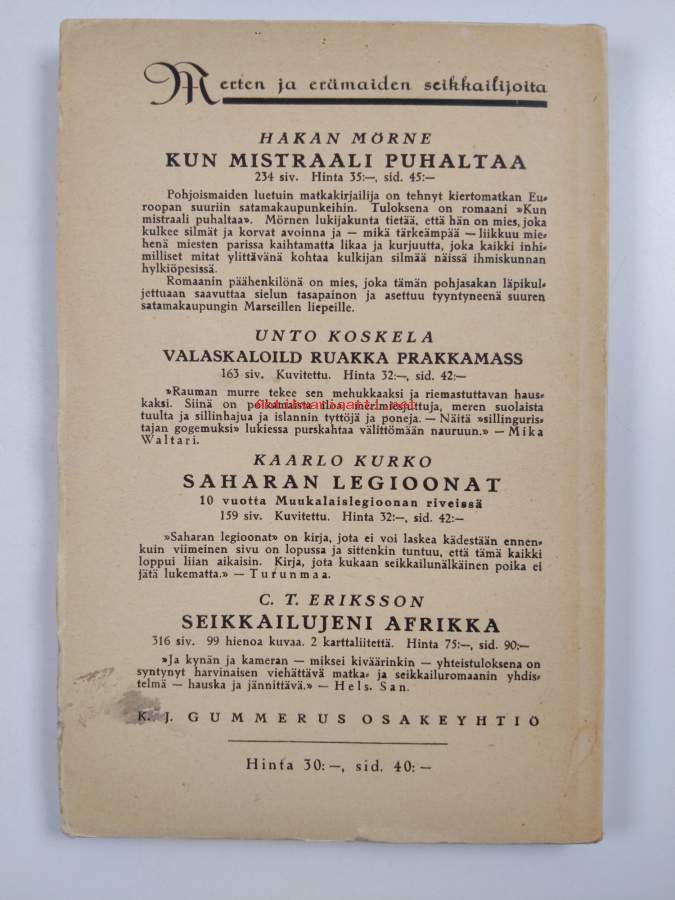 Merten ja erämaiden seikkailijoita
HAKAN MÖRNE
KUN MISTRAALI PUHALTAA
234 siv. Hinta 35:—, sid. 45:—
Pohjoismaiden luetuin matkakirjailija on tehnyt kiertomatkan Eu-
roopan suuriin satamakaupunkeihin. Tuloksena on romaani »Kun
mistraali puhaltaa». Mörnen lukijakunta tietää, että hän on mies, joka
kulkee silmät ja korvat avoinna ja — mikä tärkeämpää — liikkuu mie-
henä miesten parissa kaihtamatta likaa ja kurjuutta, joka kaikki inhi-
milliset mitat ylittävänä kohtaa kulkijan silmää näissä ihmiskunnan
hylkiöpesissä.
Romaanin päähenkilönä on mies, joka tämän pohjasakan läpikul-
jettuaan saavuttaa sielun tasapainon ja asettuu tyyntyneenä suuren
satamakaupungin Marseillen liepeille.
UNTO KOSKELA
VALASKALOILD RUAKKA PRAKKAMASS
163 siv. Kuvitettu. Hinta 32:—, sid. 42:—
»Rauman murre tekee sen mehukkaaksi ja riemastuttavan haus-
kaksi. Siinä on merimiesjuttuja, meren suolaista
tuulta ja sillinhajua ja islannin tyttöjä ja poneja. — Näitä »sillinguris-
tajan gogemuksi» lukiessa purskahtaa välittömään nauruun.» — Mika
Waltari.
KAARLO KURKO
SAHARAN LEGIOONAT
10 vuotta Muukalaislegioonan riveissä
159 siv. Kuvitettu. Hinta 32:—, sid. 42:—
»Saharan legioonat» on kirja, jota ei voi laskea kädestään ennen-
kuin viimeinen sivu on lopussa ja sittenkin tuntuu, että tämä kaikki
loppui liian aikaisin. Kirja, jota kukaan seikkailunälkäinen poika ei
jätä lukematta.» — Turunmaa.
C. T. ERIKSSON
SEIKKAILUJENI AFRIKKA
316 siv. 99 hienoa kuvaa. 2 karttaliitettä. Hinta 75:—, sid. 90:—
»Ja kynän ja kameran — miksei kiväärinkin — yhteistuloksena on
syntynyt harvinaisen viehättävä matka- ja seikkailuromaanin yhdis-
telmä — hauska ja jännittävä.» — Hels. San.
K. J. GUMMERUS OSAKEYHTIÖ
Hinta 30:—, sid. 40:—